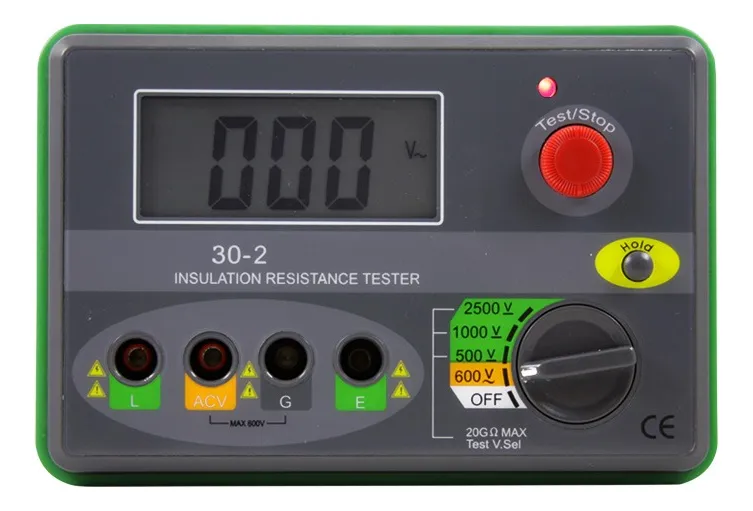 000 V~
Test/Stop
30-2
INSULATION RESISTANCE TESTER
Hold
2500 V
1000 V
500 V
600 V~
OFF
L ACV G E
MAX 600V
20GΩ MAX
Test V.Sel
CE